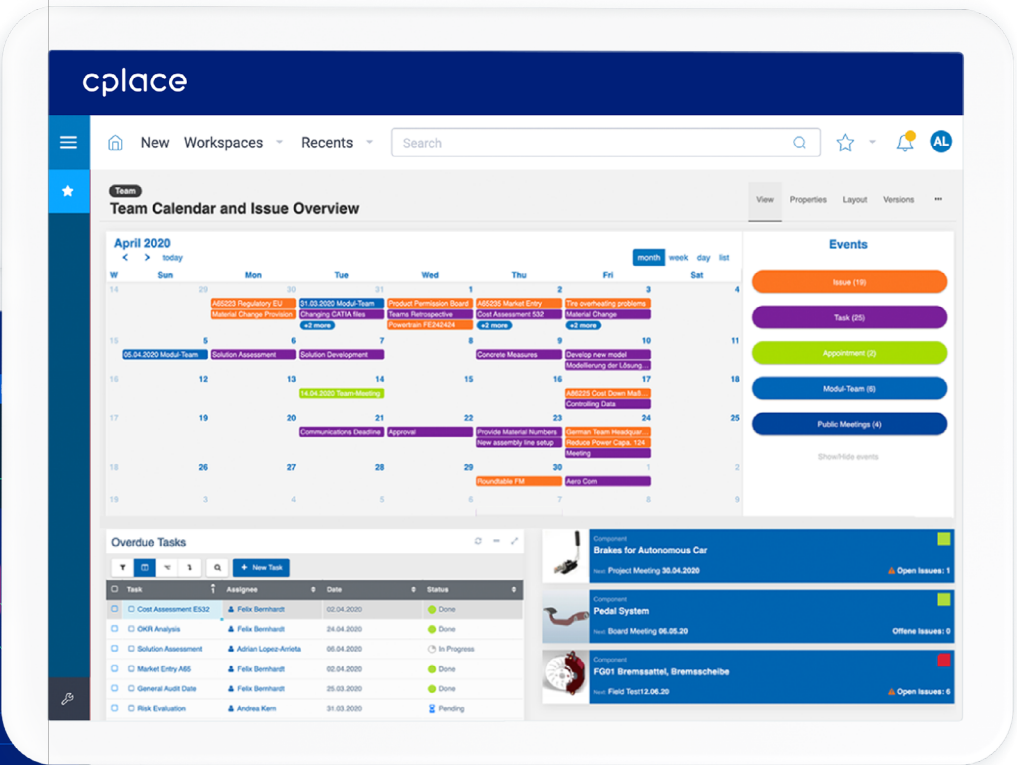 cplace
New Workspaces Recents Search AL
Team
Team Calendar and Issue Overview
View Properties Layout Versions
April 2020
< > today
month week day list
W Sun Mon Tue Wed Thu Fri Sat
14 29 30 31 1 2 3 4
A65223 Regulatory EU 31.03.2020 Modul-Team Product Permission Board A65235 Market Entry Tire overheating problems
Material Change Provision Changing CATIA files Teams Retrospective Cost Assessment 532 Material Change
+2 more Powertrain FE242424 +2 more +2 more
15 5 6 7 8 9 10 11
05.04.2020 Modul-Team Solution Assessment Solution Development Concrete Measures Develop new model
Modellierung der Lösung...
16 12 13 14 15 16 17 18
14.04.2020 Team-Meeting A86225 Cost Down Maß...
Controlling Data
17 19 20 21 22 23 24 25
Communications Deadline Approval Provide Material Numbers German Team Headquar...
New assembly line setup Reduce Power Capa. 124
Meeting
18 26 27 28 29 30 1 2
Roundtable FM Aero Com
19 3 4 5 6 7 8 9
Events
Issue (19)
Task (25)
Appointment (2)
Modul-Team (6)
Public Meetings (4)
Show/Hide events
Overdue Tasks
+ New Task
Task Assignee Date Status
Cost Assessment E532 Felix Bernhardt 02.04.2020 Done
OKR Analysis Felix Bernhardt 24.04.2020 Done
Solution Assessment Adrian Lopez-Arrieta 06.04.2020 In Progress
Market Entry A65 Felix Bernhardt 02.04.2020 Done
General Audit Date Felix Bernhardt 25.03.2020 Done
Risk Evaluation Andrea Kern 31.03.2020 Pending
Component
Brakes for Autonomous Car
Next: Project Meeting 30.04.2020 Open Issues: 1
Component
Pedal System
Next: Board Meeting 06.05.20 Offene Issues: 0
Component
FG01 Bremssattel, Bremsscheibe
Next: Field Test12.06.20 Open Issues: 6